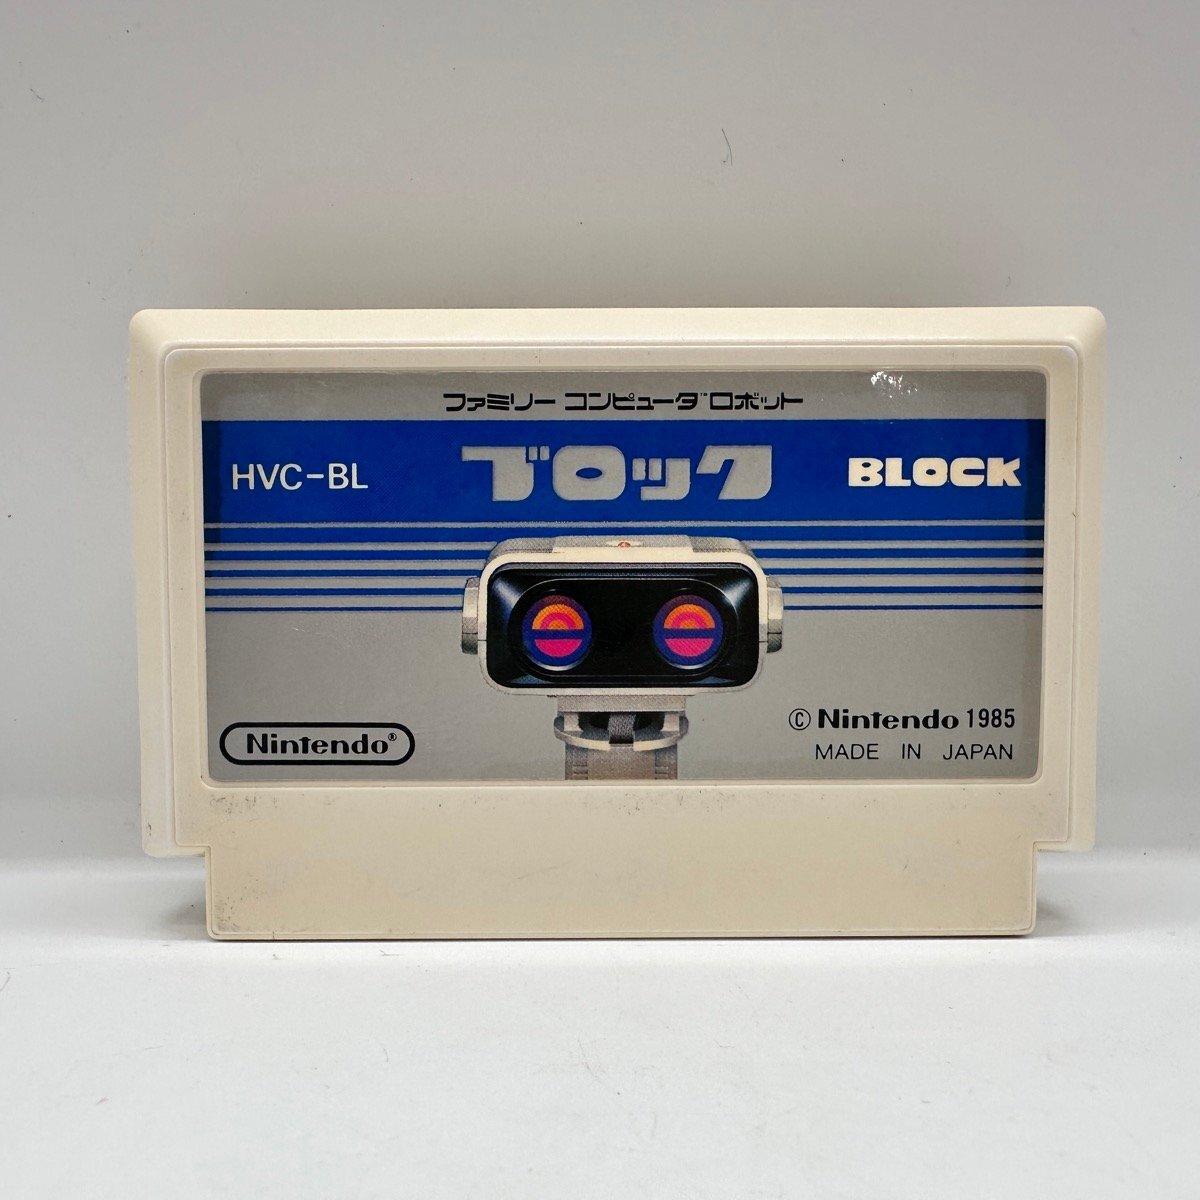 ファミリー コンピュータ ロボット
HVC-BL ブロック BLOCK
Nintendo®
© Nintendo 1985
MADE IN JAPAN